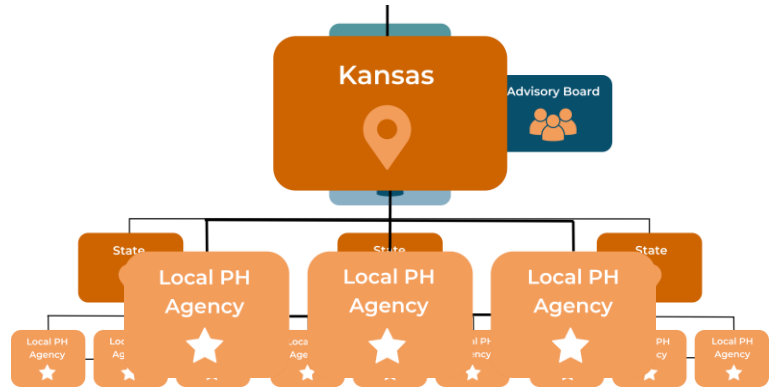 Kansas
Advisory Board
State
State
State
Local PH
Agency
Local PH
Agency
Local PH
Agency
Local PH
Agency
Local PH
Agency